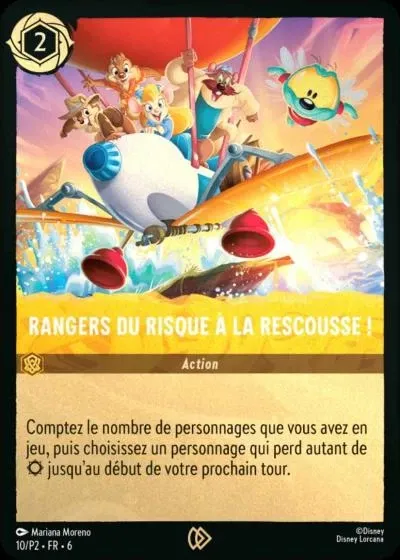 2
RANGERS DU RISQUE À LA RESCOUSSE !
Action
Comptez le nombre de personnages que vous avez en
jeu, puis choisissez un personnage qui perd autant de
jusqu'au début de votre prochain tour.
Mariana Moreno
©Disney
10/P2 • FR • 6
Disney Lorcana